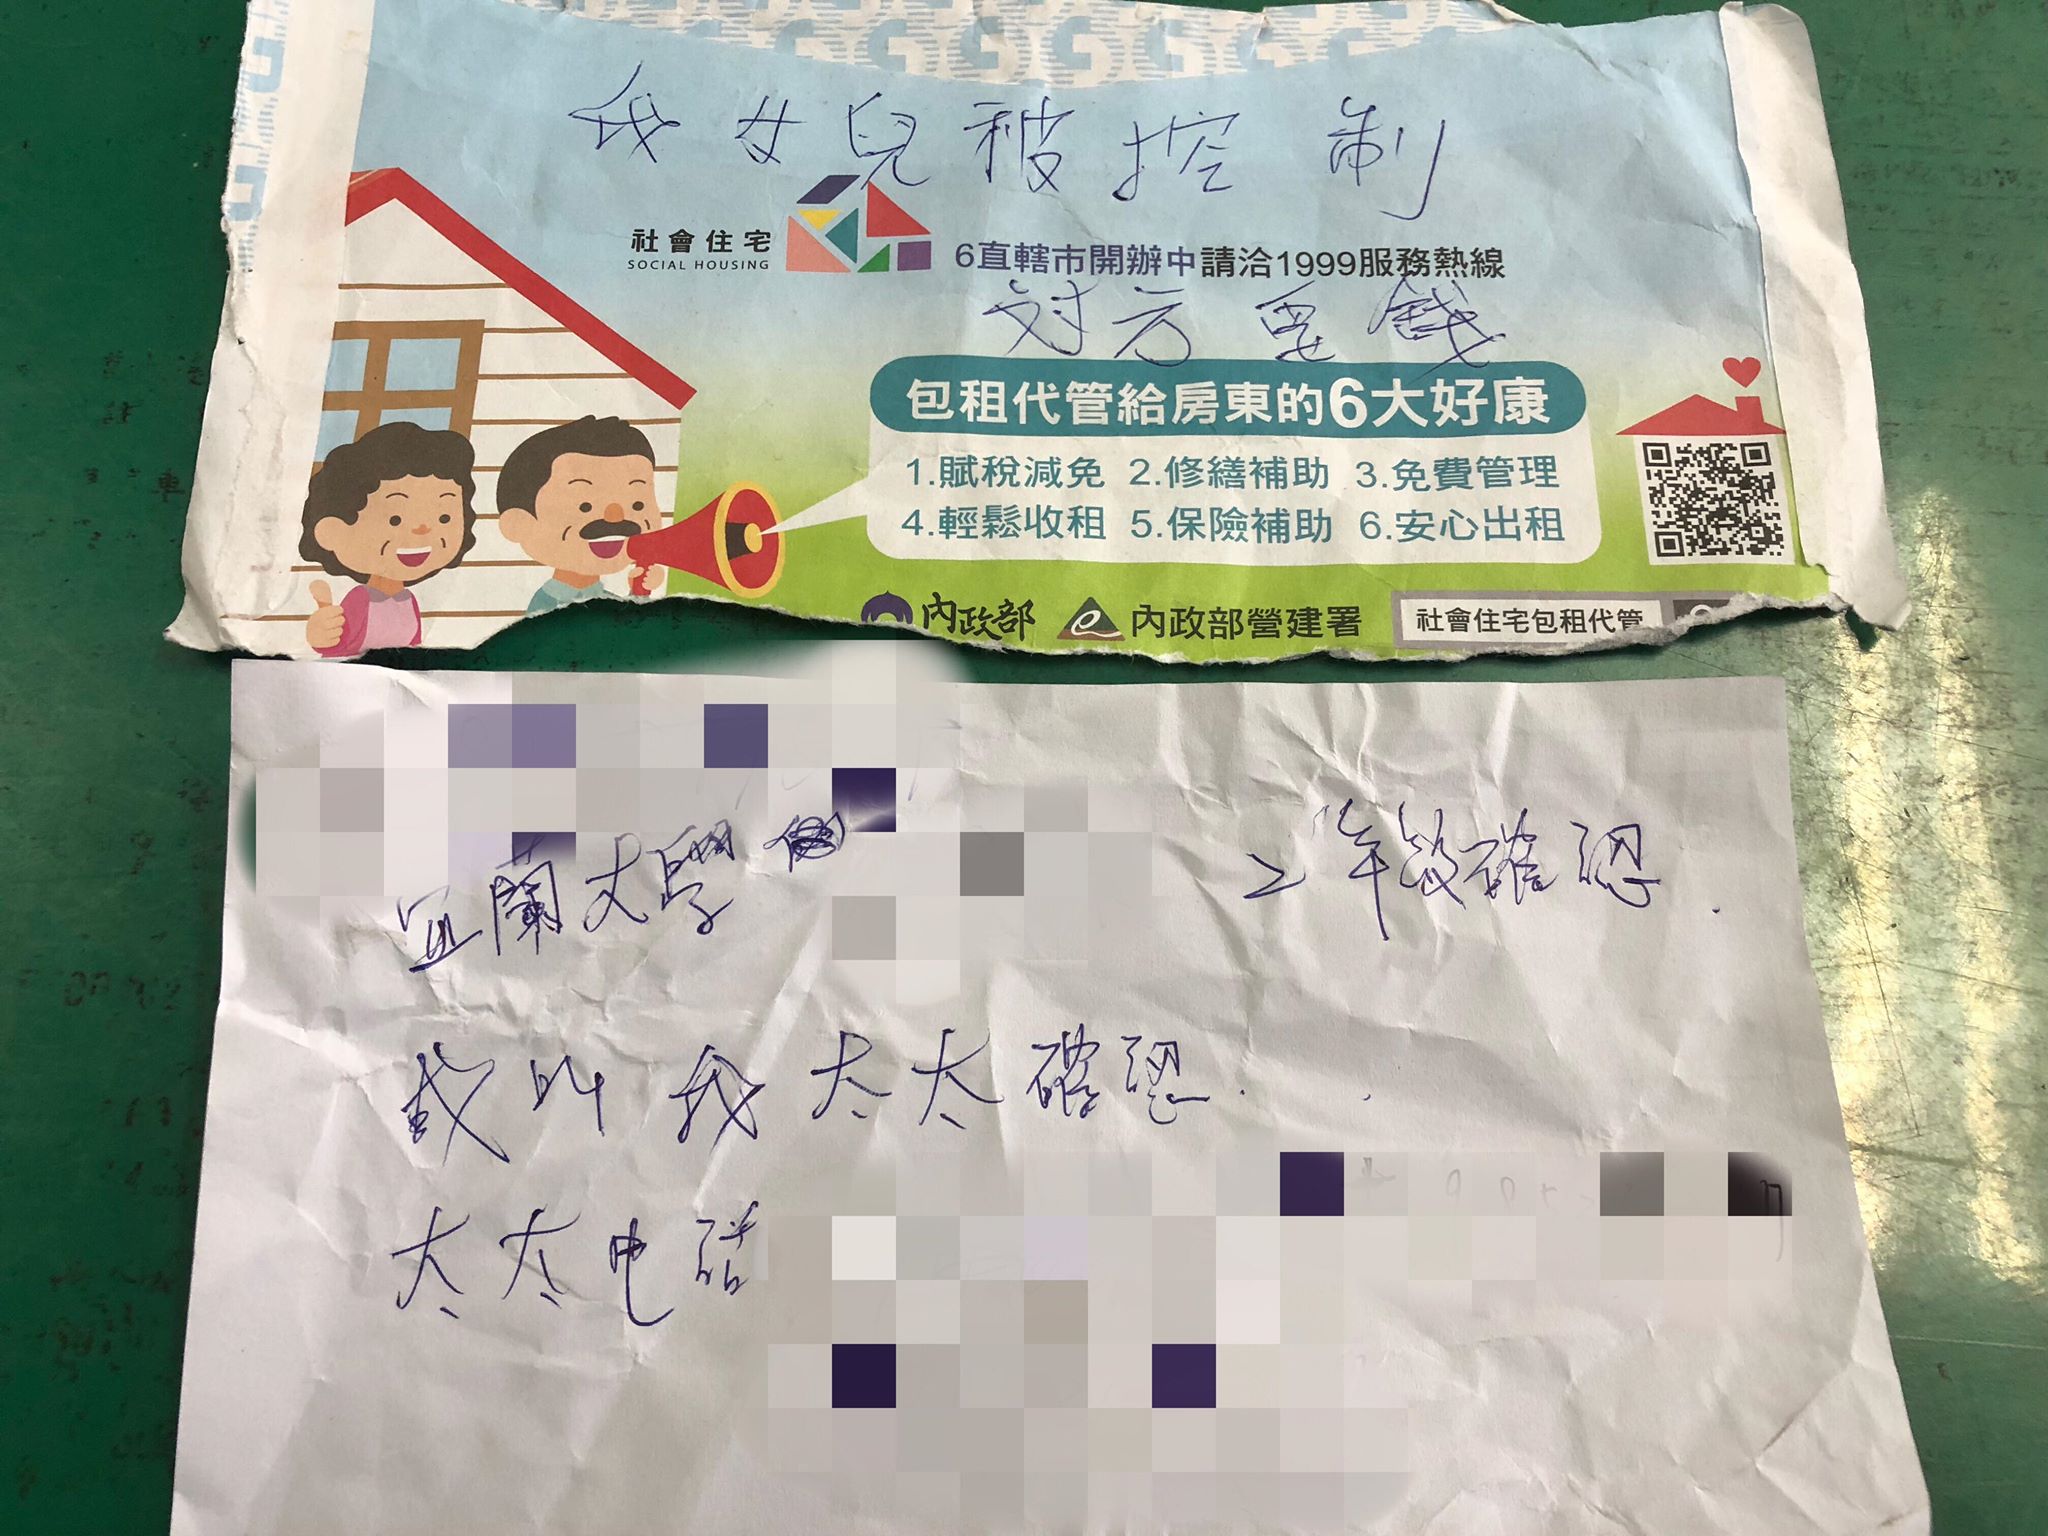 我女兒被控制
社會住宅
SOCIAL HOUSING
6直轄市開辦中請洽1999服務熱線
対方要錢
包租代管給房東的6大好康
1.賦稅減免 2.修繕補助 3.免費管理
4.輕鬆收租 5.保險補助 6.安心出租
內政部 內政部營建署 社會住宅包租代管
宜蘭大學 2年級確認.
或叫我太太確認.
太太电話